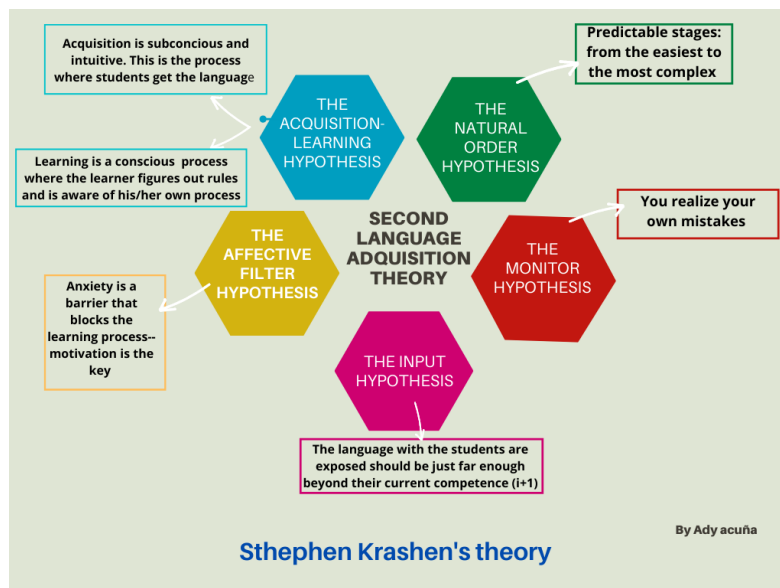 Acquisition is subconcious and
intuitive. This is the process
where students get the language
THE
ACQUISITION-
LEARNING
HYPOTHESIS
Learning is a conscious process
where the learner figures out rules
and is aware of his/her own process
THE
NATURAL
ORDER
HYPOTHESIS
Predictable stages:
from the easiest to
the most complex
SECOND
LANGUAGE
ADQUISITION
THEORY
THE
AFFECTIVE
FILTER
HYPOTHESIS
Anxiety is a
barrier that
blocks the
learning process--
motivation is the
key
THE
MONITOR
HYPOTHESIS
You realize your
own mistakes
THE INPUT
HYPOTHESIS
The language with the students are
exposed should be just far enough
beyond their current competence (i+1)
By Ady acuña
Sthephen Krashen's theory